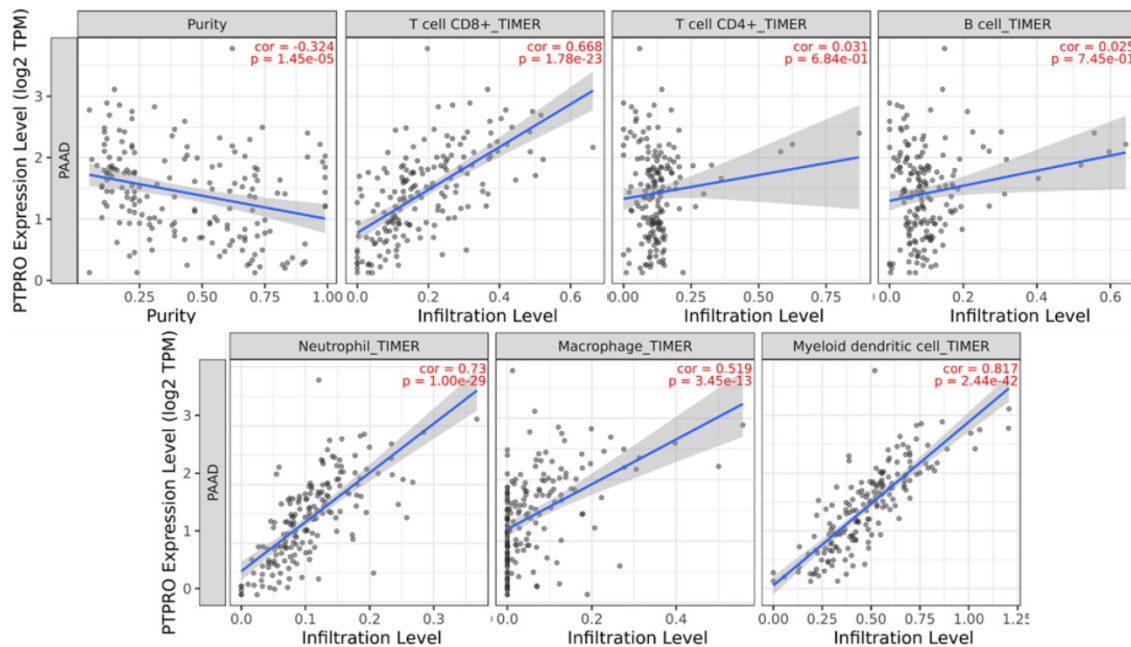 Purity
T cell CD8+_TIMER
T cell CD4+_TIMER
B cell_TIMER
PTPRO Expression Level (log2 TPM)
PAAD
3
2
1
0
cor = -0.324
p = 1.45e-05
cor = 0.668
p = 1.78e-23
cor = 0.031
p = 6.84e-01
cor = 0.025
p = 7.45e-01
0.25 0.50 0.75 1.00
0.0 0.2 0.4 0.6
0.00 0.25 0.50 0.75
0.0 0.2 0.4 0.6
Purity
Infiltration Level
Infiltration Level
Infiltration Level
Neutrophil_TIMER
Macrophage_TIMER
Myeloid dendritic cell_TIMER
PTPRO Expression Level (log2 TPM)
PAAD
3
2
1
0
cor = 0.73
p = 1.00e-29
cor = 0.519
p = 3.45e-13
cor = 0.817
p = 2.44e-42
0.0 0.1 0.2 0.3
0.0 0.2 0.4
0.00 0.25 0.50 0.75 1.00 1.25
Infiltration Level
Infiltration Level
Infiltration Level